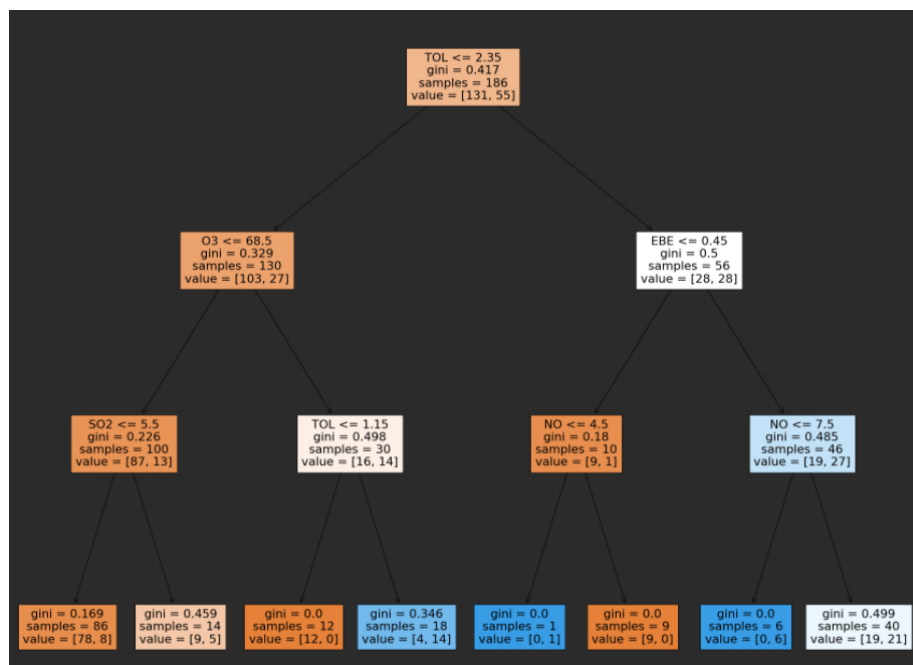 TOL <= 2.35
gini = 0.417
samples = 186
value = [131, 55]
O3 <= 68.5
gini = 0.329
samples = 130
value = [103, 27]
EBE <= 0.45
gini = 0.5
samples = 56
value = [28, 28]
SO2 <= 5.5
gini = 0.226
samples = 100
value = [87, 13]
TOL <= 1.15
gini = 0.498
samples = 30
value = [16, 14]
NO <= 4.5
gini = 0.18
samples = 10
value = [9, 1]
NO <= 7.5
gini = 0.485
samples = 46
value = [19, 27]
gini = 0.169
samples = 86
value = [78, 8]
gini = 0.459
samples = 14
value = [9, 5]
gini = 0.0
samples = 12
value = [12, 0]
gini = 0.346
samples = 18
value = [4, 14]
gini = 0.0
samples = 1
value = [0, 1]
gini = 0.0
samples = 9
value = [9, 0]
gini = 0.0
samples = 6
value = [0, 6]
gini = 0.499
samples = 40
value = [19, 21]